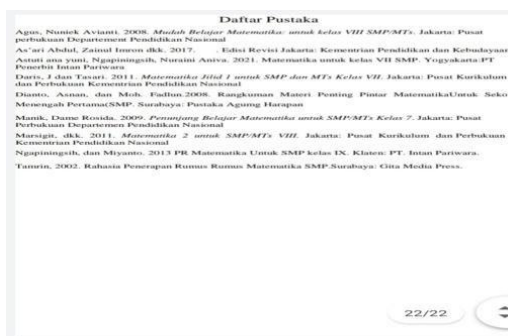 Daftar Pustaka
Agus, Nuniek Avianti. 2008. Mudah Belajar Matematika: untuk kelas VIII SMP/MTs. Jakarta: Pusat
perbukuan Departement Pendidikan Nasional
As'ari Abdul, Zainul Imron dkk. 2017. . Edisi Revisi Jakarta: Kementrian Pendidikan dan Kebudayaan
Astuti ana yuni, Ngapiningsih, Nuraini Aniva. 2021. Matematika untuk kelas VII SMP. Yogyakarta:PT
Penerbit Intan Pariwara
Daris, J dan Tasari. 2011. Matematika Jilid 1 untuk SMP dan MTs Kelas VII. Jakarta: Pusat Kurikulum
dan Perbukuan Kementrian Pendidikan Nasional
Dianto, Asnan, dan Moh. Fadlun.2008. Rangkuman Materi Penting Pintar MatematikaUntuk Seko
Menengah Pertama(SMP. Surabaya: Pustaka Agumg Harapan
Manik, Dame Rosida. 2009. Penunjang Belajar Matematika untuk SMP/MTs Kelas 7. Jakarta: Pusat
Perbukuan Departemen Pendidikan Nasional
Marsigit, dkk. 2011. Matematika 2 untuk SMP/MTs VIII. Jakarta: Pusat Kurikulum dan Perbukuan
Kementrian Pendidikan Nasional
Ngapiningsih, dan Miyanto. 2013 PR Matematika Untuk SMP kelas IX. Klaten: PT. Intan Pariwara.
Tamrin, 2002. Rahasia Penerapan Rumus Rumus Matematika SMP.Surabaya: Gita Media Press.
22/22